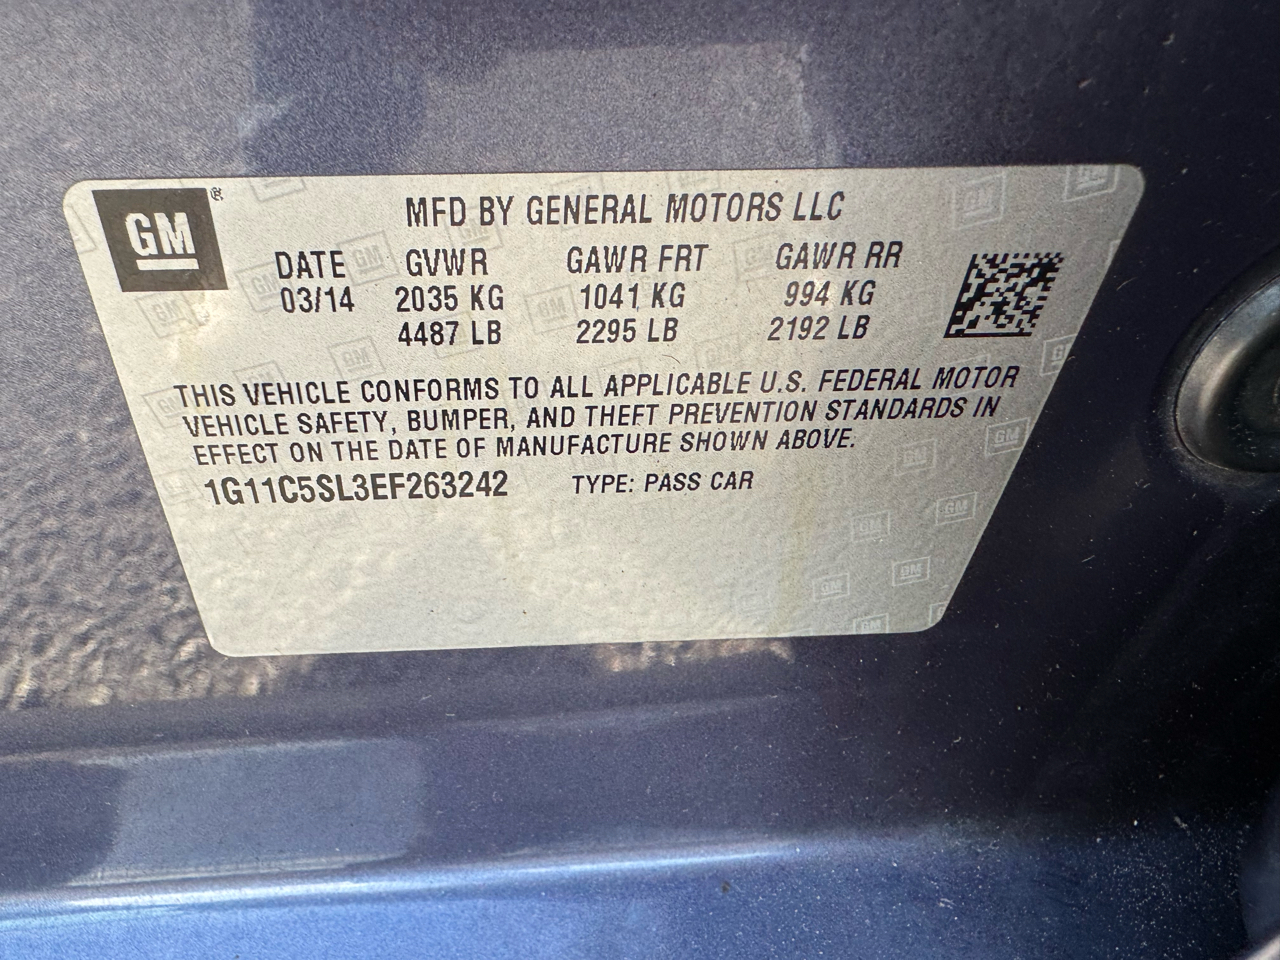 GM®
MFD BY GENERAL MOTORS LLC
DATE GVWR GAWR FRT GAWR RR
03/14 2035 KG 1041 KG 994 KG
4487 LB 2295 LB 2192 LB
THIS VEHICLE CONFORMS TO ALL APPLICABLE U.S. FEDERAL MOTOR
VEHICLE SAFETY, BUMPER, AND THEFT PREVENTION STANDARDS IN
EFFECT ON THE DATE OF MANUFACTURE SHOWN ABOVE.
1G11C5SL3EF263242 TYPE: PASS CAR